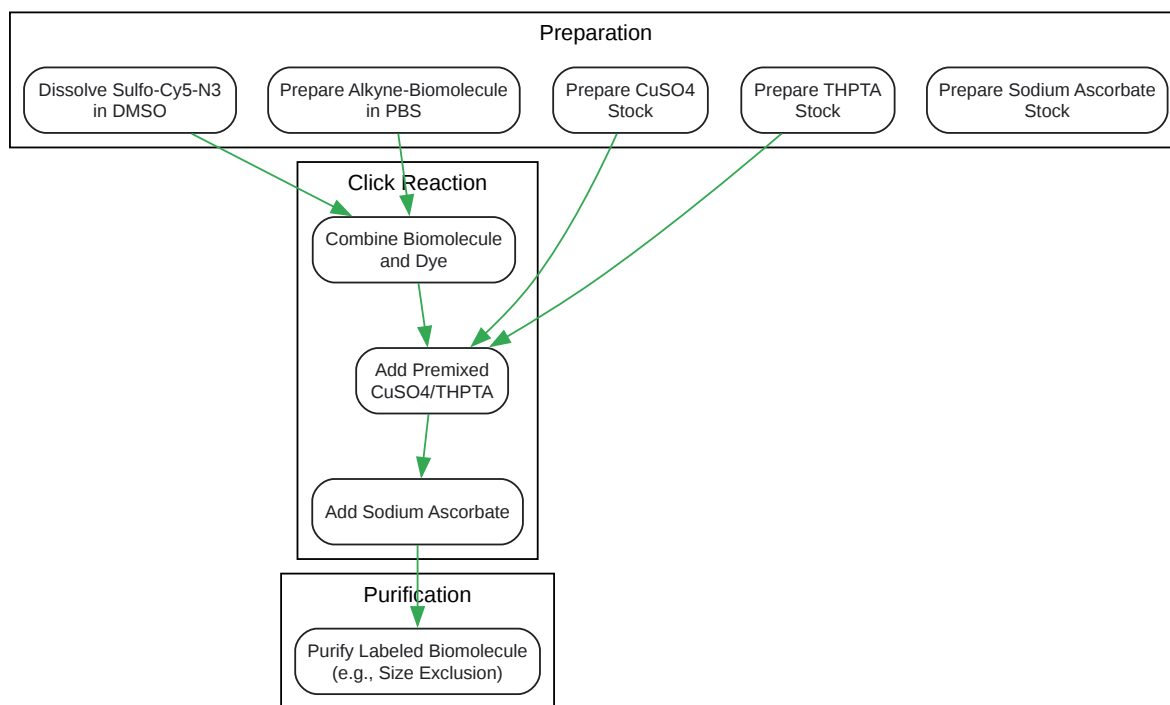 Preparation
Dissolve Sulfo-Cy5-N3
in DMSO
Prepare Alkyne-Biomolecule
in PBS
Prepare CuSO4
Stock
Prepare THPTA
Stock
Prepare Sodium Ascorbate
Stock
Click Reaction
Combine Biomolecule
and Dye
Add Premixed
CuSO4/THPTA
Add Sodium Ascorbate
Purification
Purify Labeled Biomolecule
(e.g., Size Exclusion)